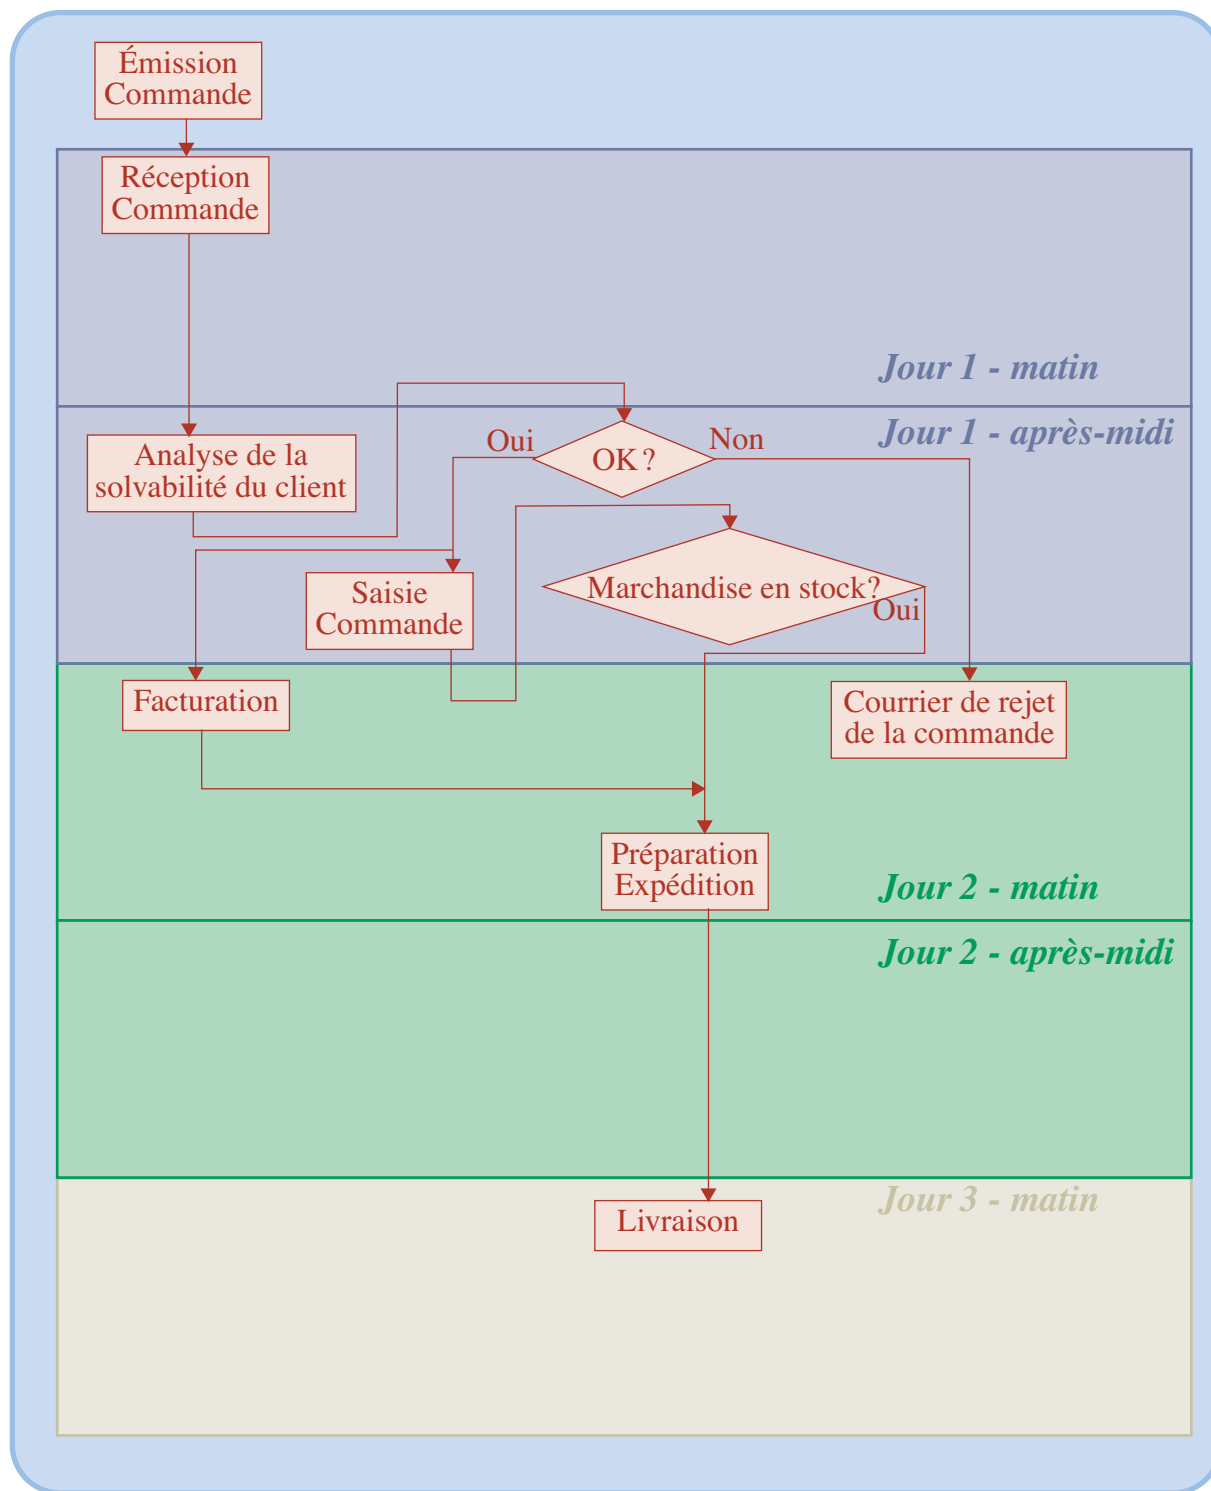 Émission
Commande
Réception
Commande
Jour 1 - matin
Jour 1 - après-midi
Oui
Non
OK ?
Analyse de la
solvabilité du client
Marchandise en stock?
Oui
Saisie
Commande
Facturation
Courrier de rejet
de la commande
Préparation
Expédition
Jour 2 - matin
Jour 2 - après-midi
Jour 3 - matin
Livraison